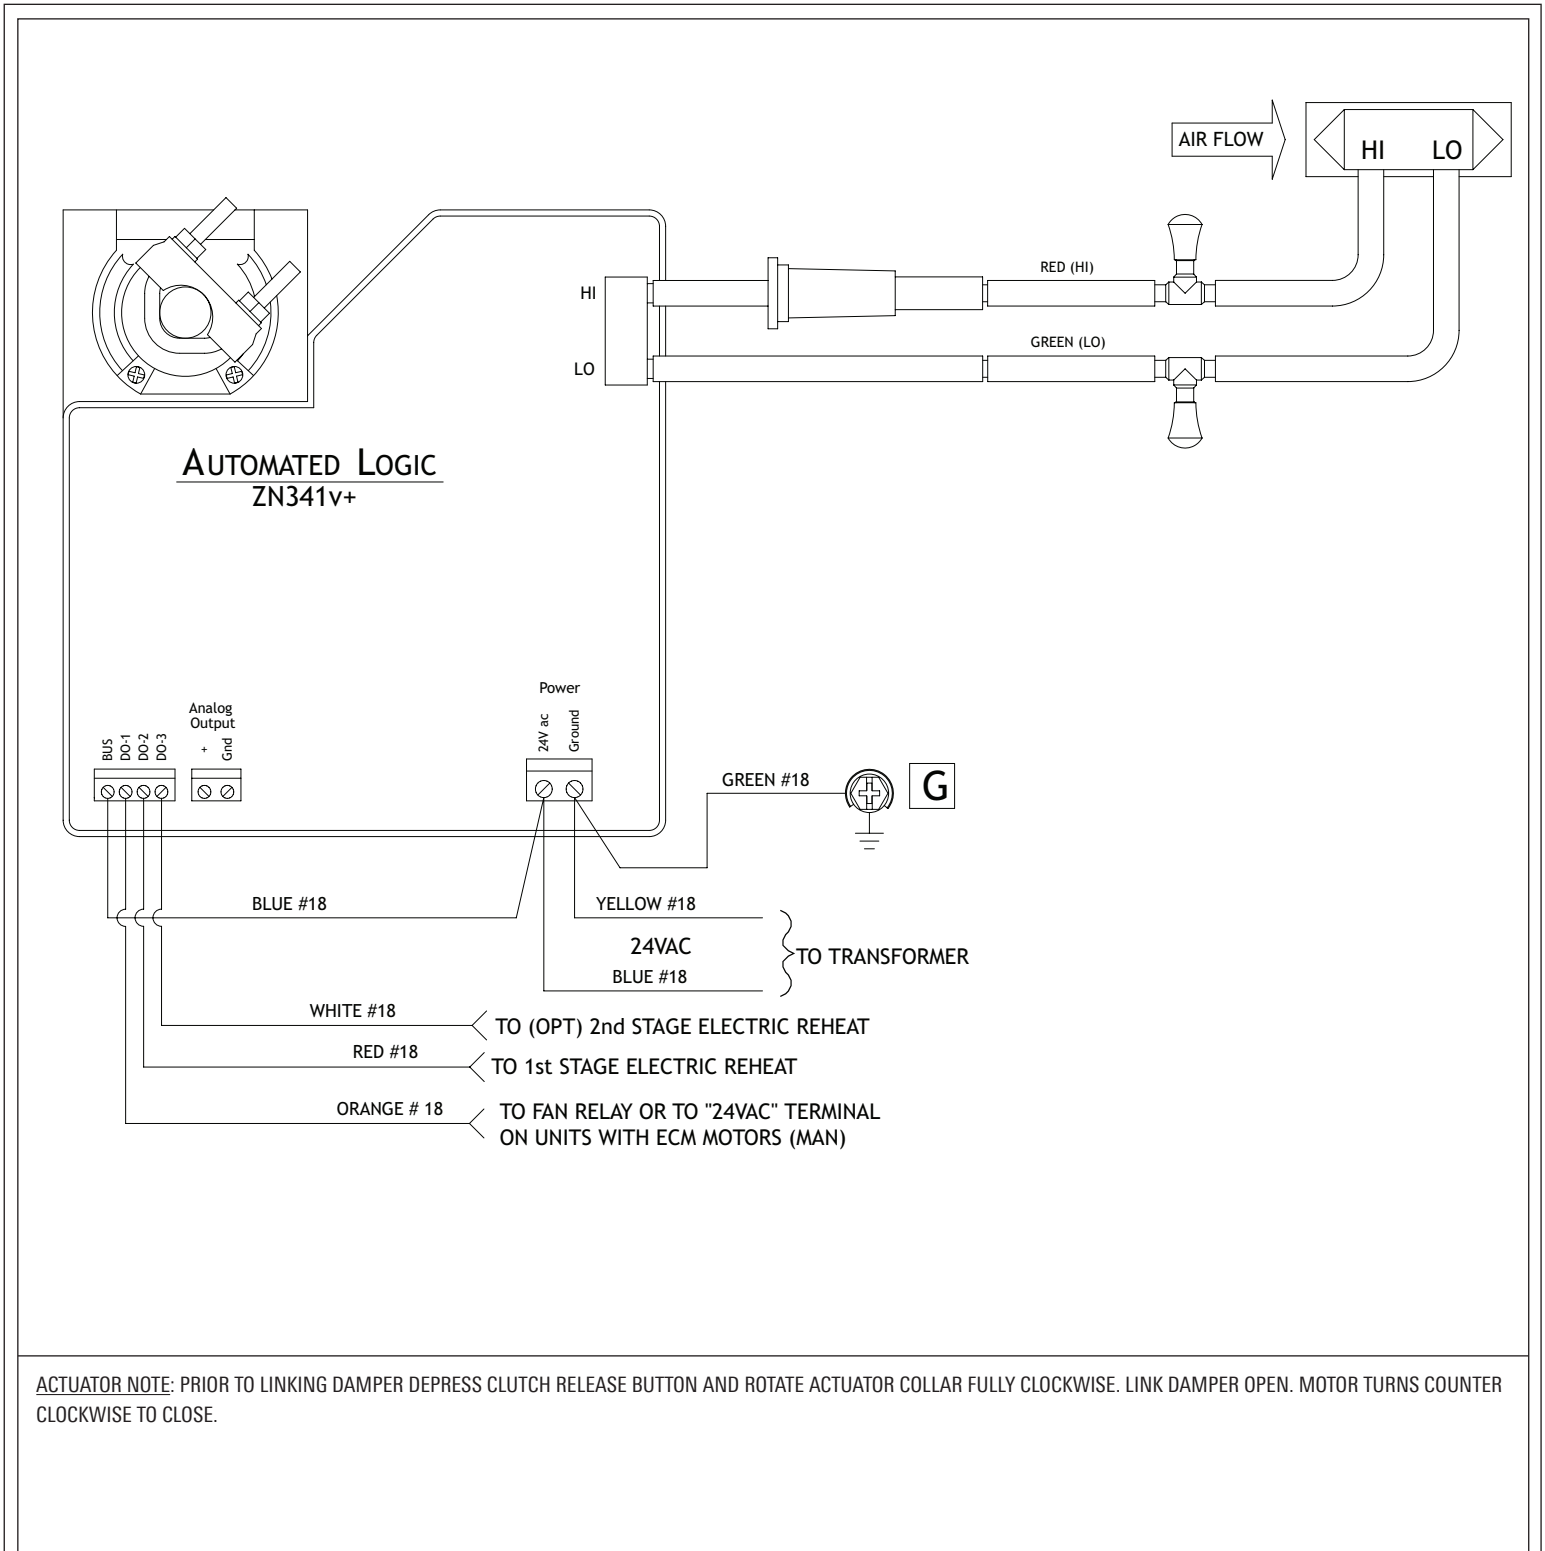 AIR FLOW
HI LO
RED (HI)
HI
GREEN (LO)
LO
AUTOMATED LOGIC
ZN341v+
Power
24V ac
Ground
Analog
Output
BUS
DO-1
DO-2
DO-3
+
Gnd
GREEN #18
G
BLUE #18
YELLOW #18
24VAC
TO TRANSFORMER
BLUE #18
WHITE #18
TO (OPT) 2nd STAGE ELECTRIC REHEAT
RED #18
TO 1st STAGE ELECTRIC REHEAT
ORANGE # 18
TO FAN RELAY OR TO "24VAC" TERMINAL
ON UNITS WITH ECM MOTORS (MAN)
ACTUATOR NOTE: PRIOR TO LINKING DAMPER DEPRESS CLUTCH RELEASE BUTTON AND ROTATE ACTUATOR COLLAR FULLY CLOCKWISE. LINK DAMPER OPEN. MOTOR TURNS COUNTER
CLOCKWISE TO CLOSE.